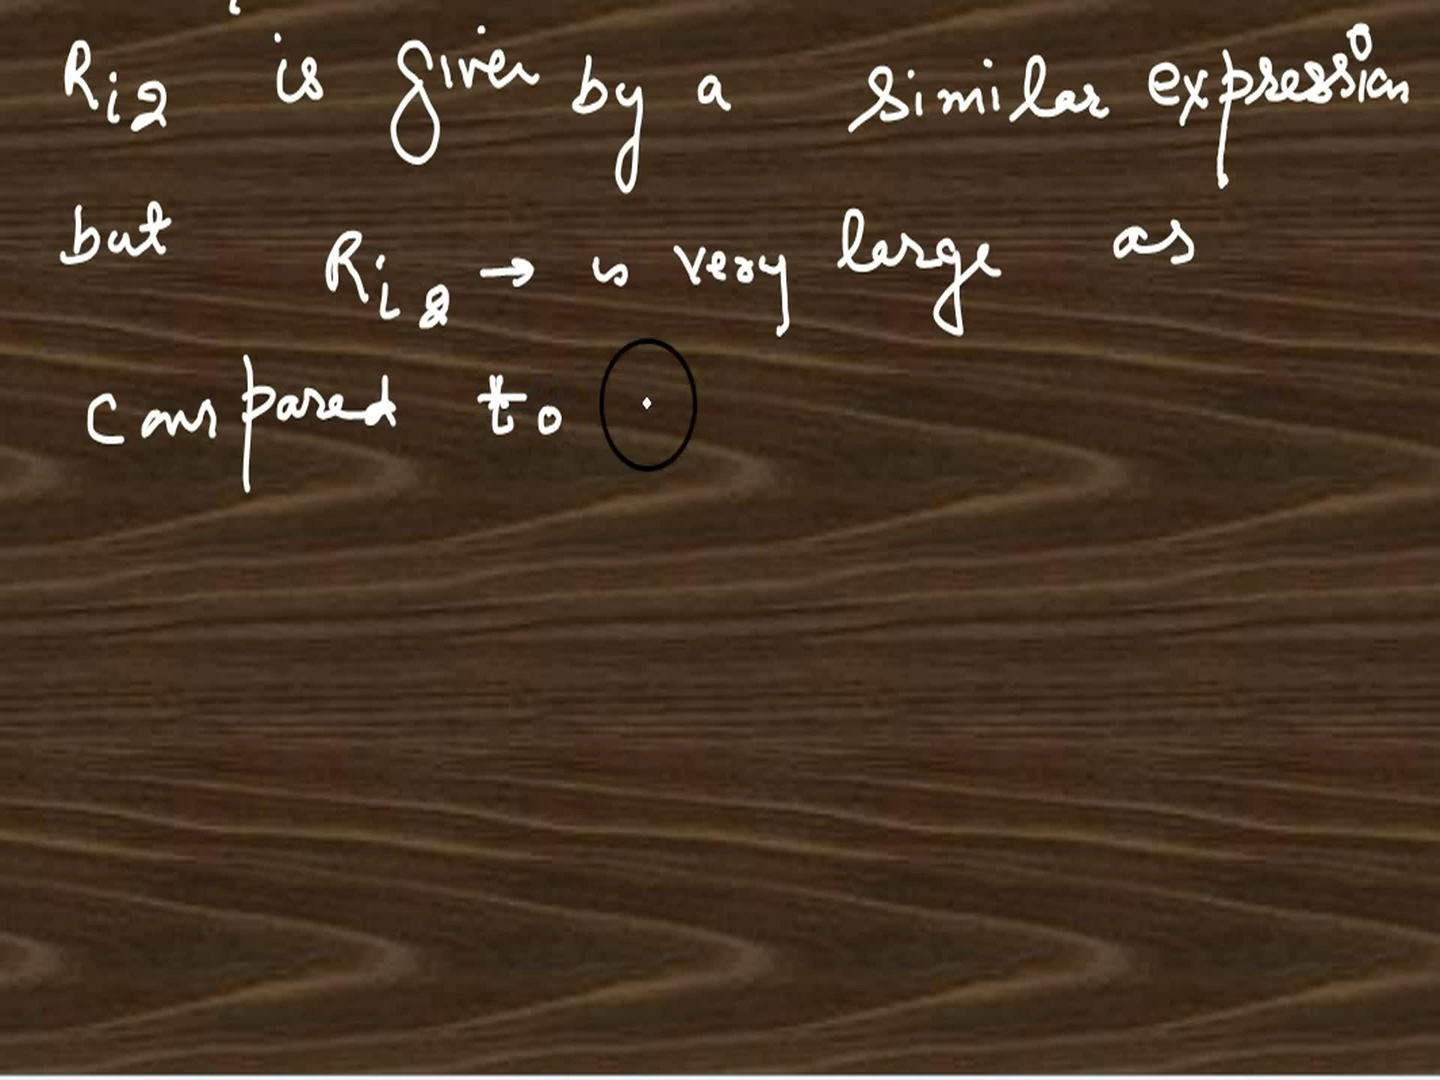 Ri2 is given by a similar expression
but Ri2 → is very large as
compared to